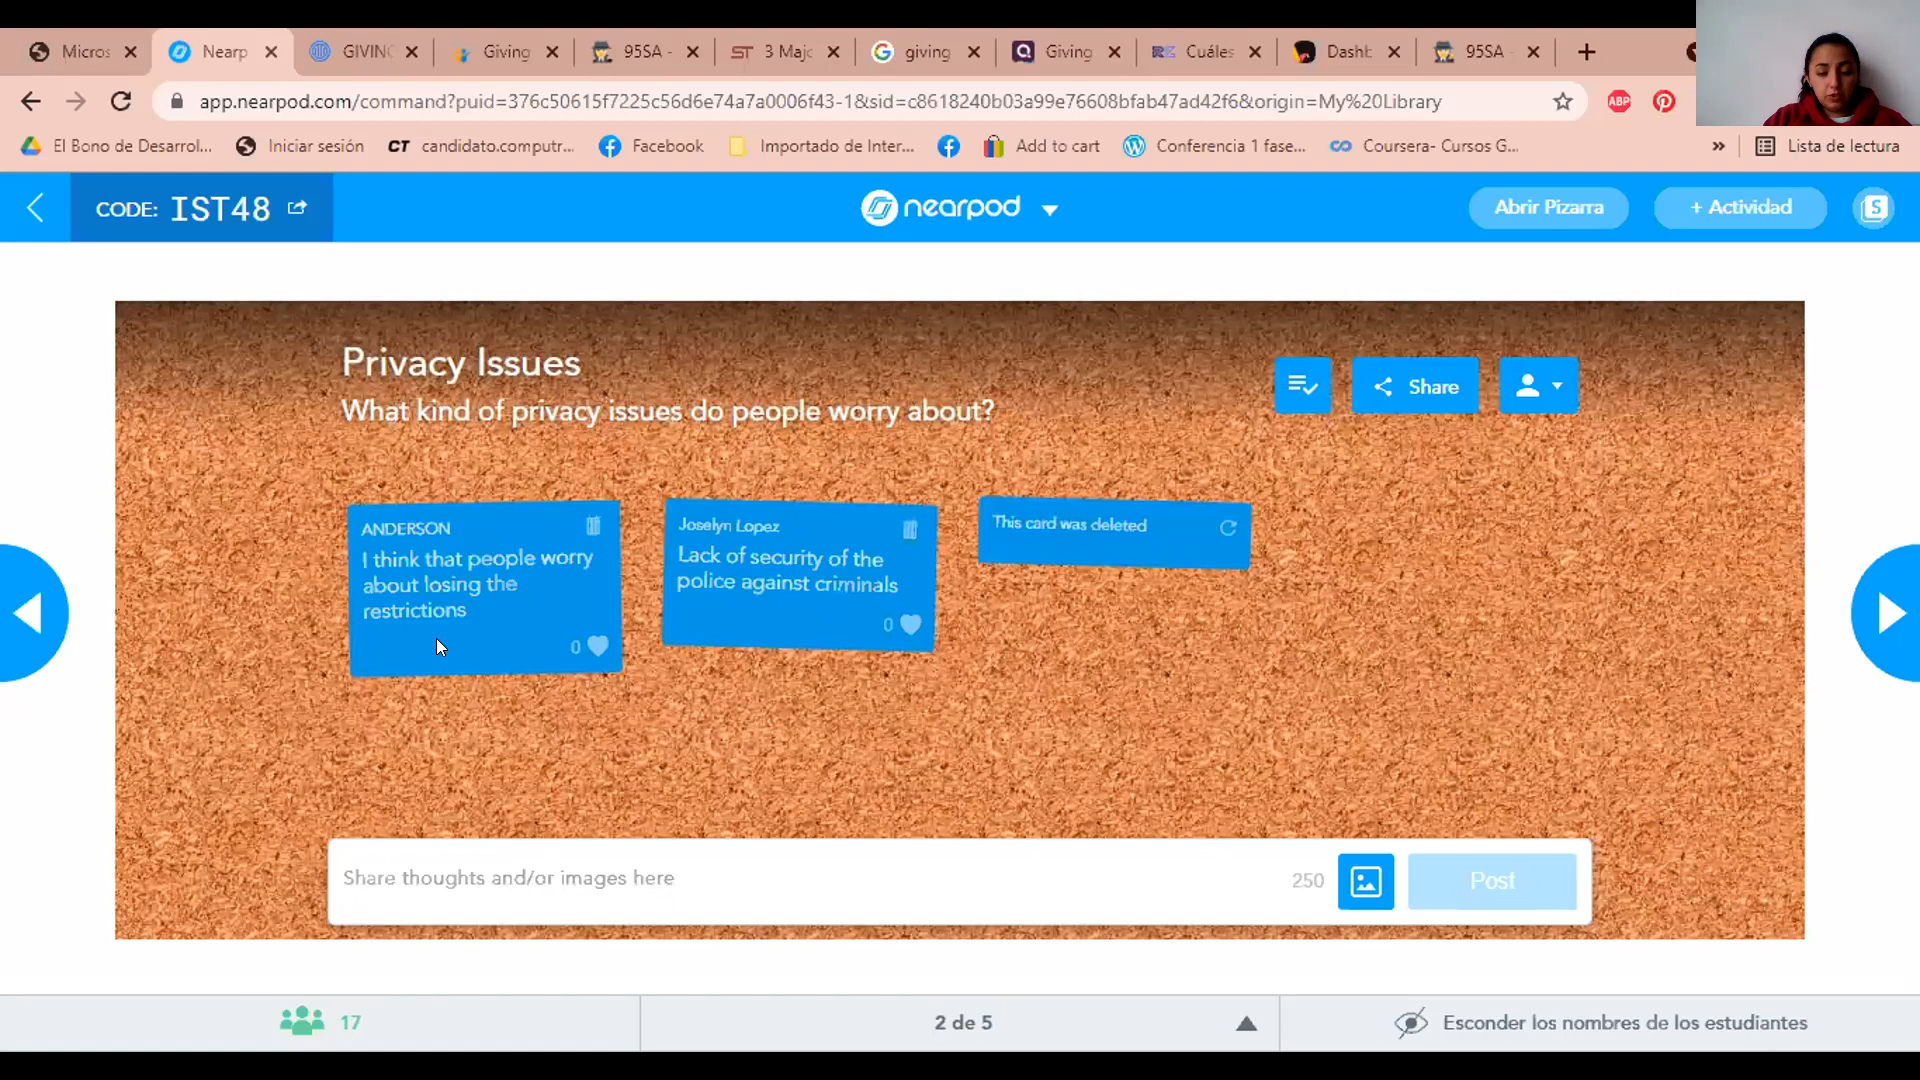 Micros
Nearp
GIVING
Giving
95SA -
3 Majo
giving
Giving
Cuáles
Dashb
95SA -
app.nearpod.com/command?puid=376c50615f7225c56d6e74a7a0006f43-1&sid=c8618240b03a99e76608bfab47ad42f6&origin=My%20Library
ABP
El Bono de Desarrol...
Iniciar sesión
CT candidato.computr...
Facebook
Importado de Inter...
Add to cart
Conferencia 1 fase...
Coursera- Cursos G...
»
Lista de lectura
CODE: IST48
nearpod
Abrir Pizarra
+ Actividad
S
Privacy Issues
What kind of privacy issues do people worry about?
Share
ANDERSON
I think that people worry
about losing the
restrictions
0
Joselyn Lopez
Lack of security of the
police against criminals
0
This card was deleted
Share thoughts and/or images here
250
Post
17
2 de 5
Esconder los nombres de los estudiantes